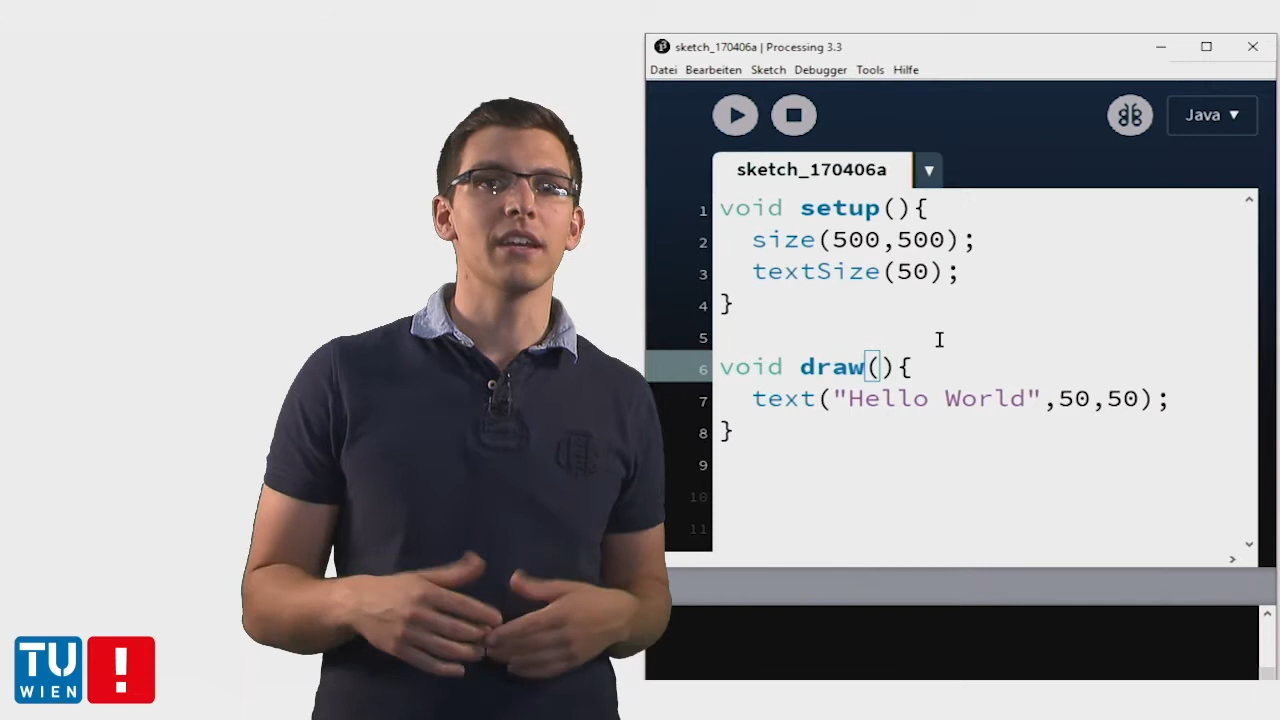 sketch_170406a | Processing 3.3
Datei Bearbeiten Sketch Debugger Tools Hilfe
Java ▼
sketch_170406a ▼
1 void setup(){
2 size(500,500);
3 textSize(50);
4 }
5
6 void draw(){
7 text("Hello World",50,50);
8 }
9
10
11
TU
WIEN
!